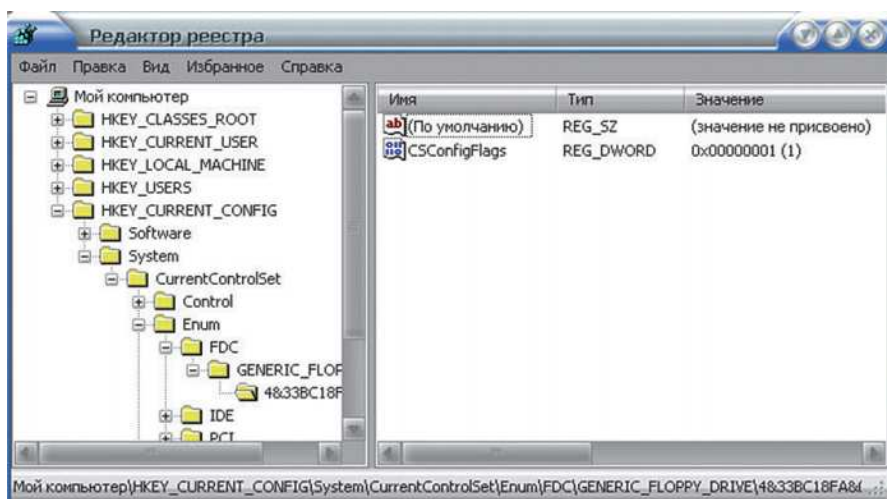 Редактор реестра
Файл Правка Вид Избранное Справка
Мой компьютер
HKEY_CLASSES_ROOT
HKEY_CURRENT_USER
HKEY_LOCAL_MACHINE
HKEY_USERS
HKEY_CURRENT_CONFIG
Software
System
CurrentControlSet
Control
Enum
FDC
GENERIC_FLOP
4&33BC18F
IDE
PCI
Имя Тип Значение
(По умолчанию) REG_SZ (значение не присвоено)
CSConfigFlags REG_DWORD 0x00000001 (1)
Мой компьютер\HKEY_CURRENT_CONFIG\System\CurrentControlSet\Enum\FDC\GENERIC_FLOPPY_DRIVE\4&33BC18FA&(